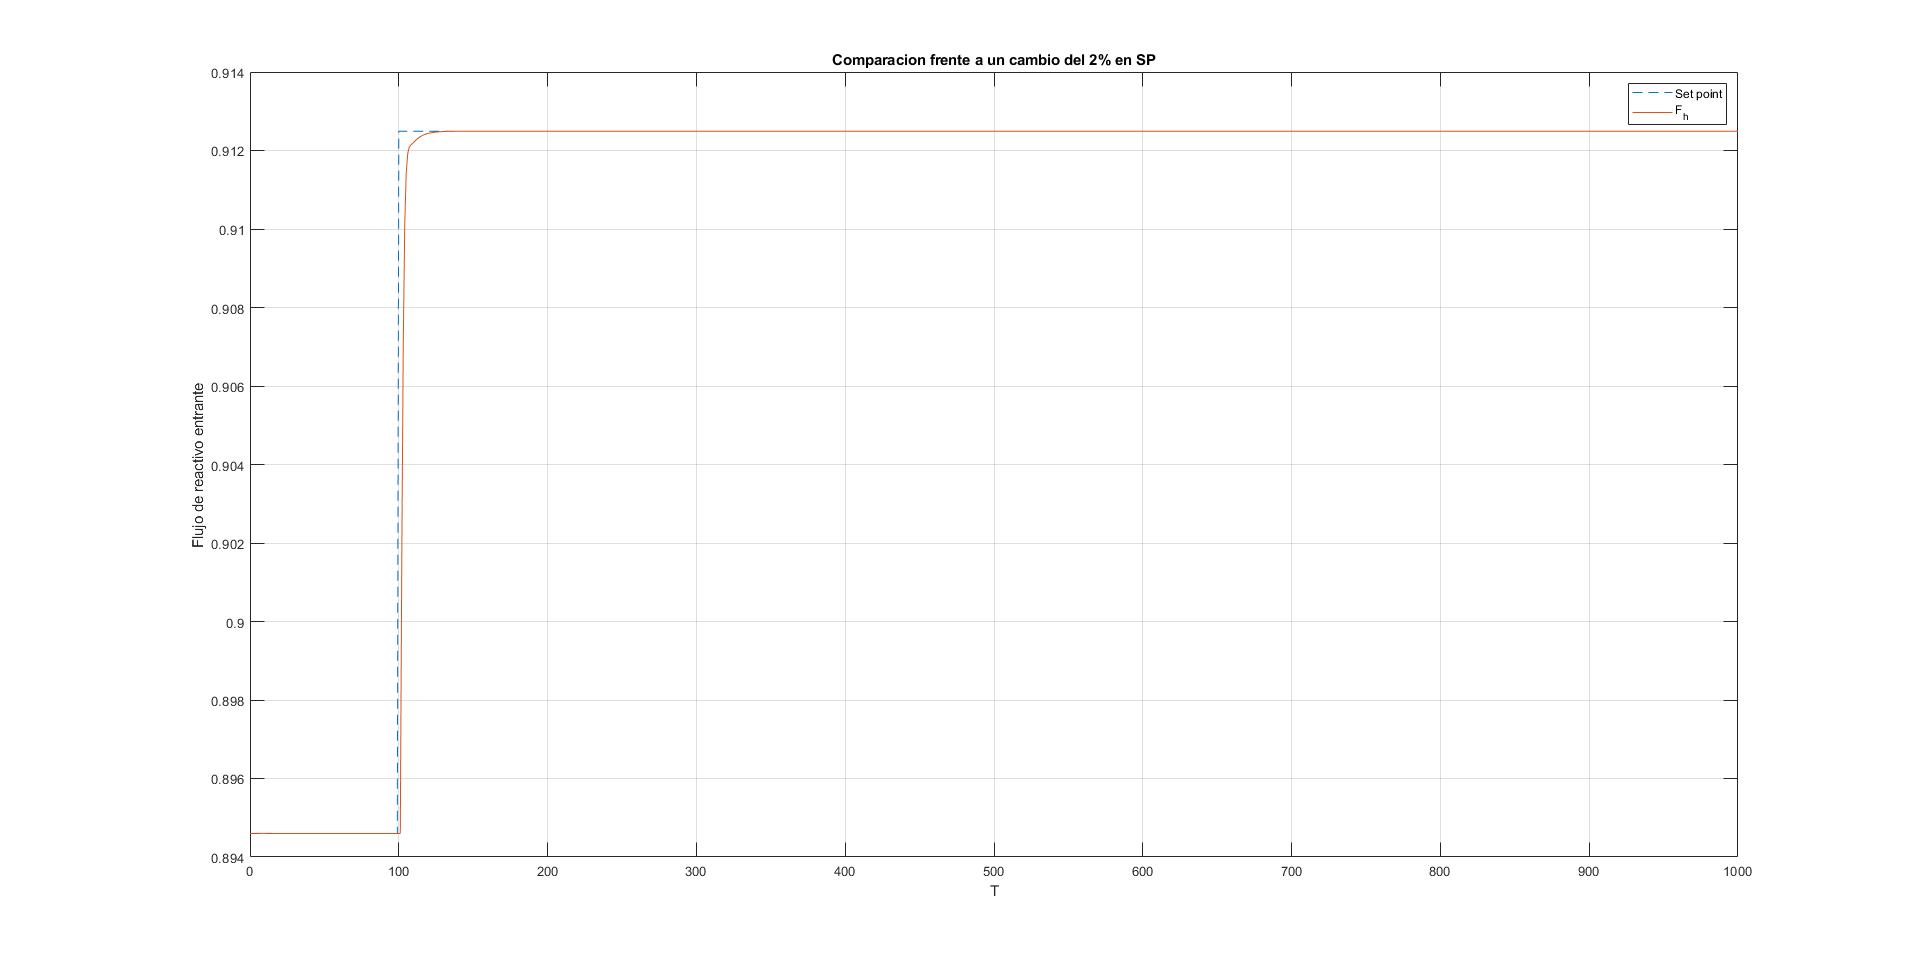 Comparacion frente a un cambio del 2% en SP
Set point
F_h
Flujo de reactivo entrante
0.914
0.912
0.91
0.908
0.906
0.904
0.902
0.9
0.898
0.896
0.894
0 100 200 300 400 500 600 700 800 900 1000
T